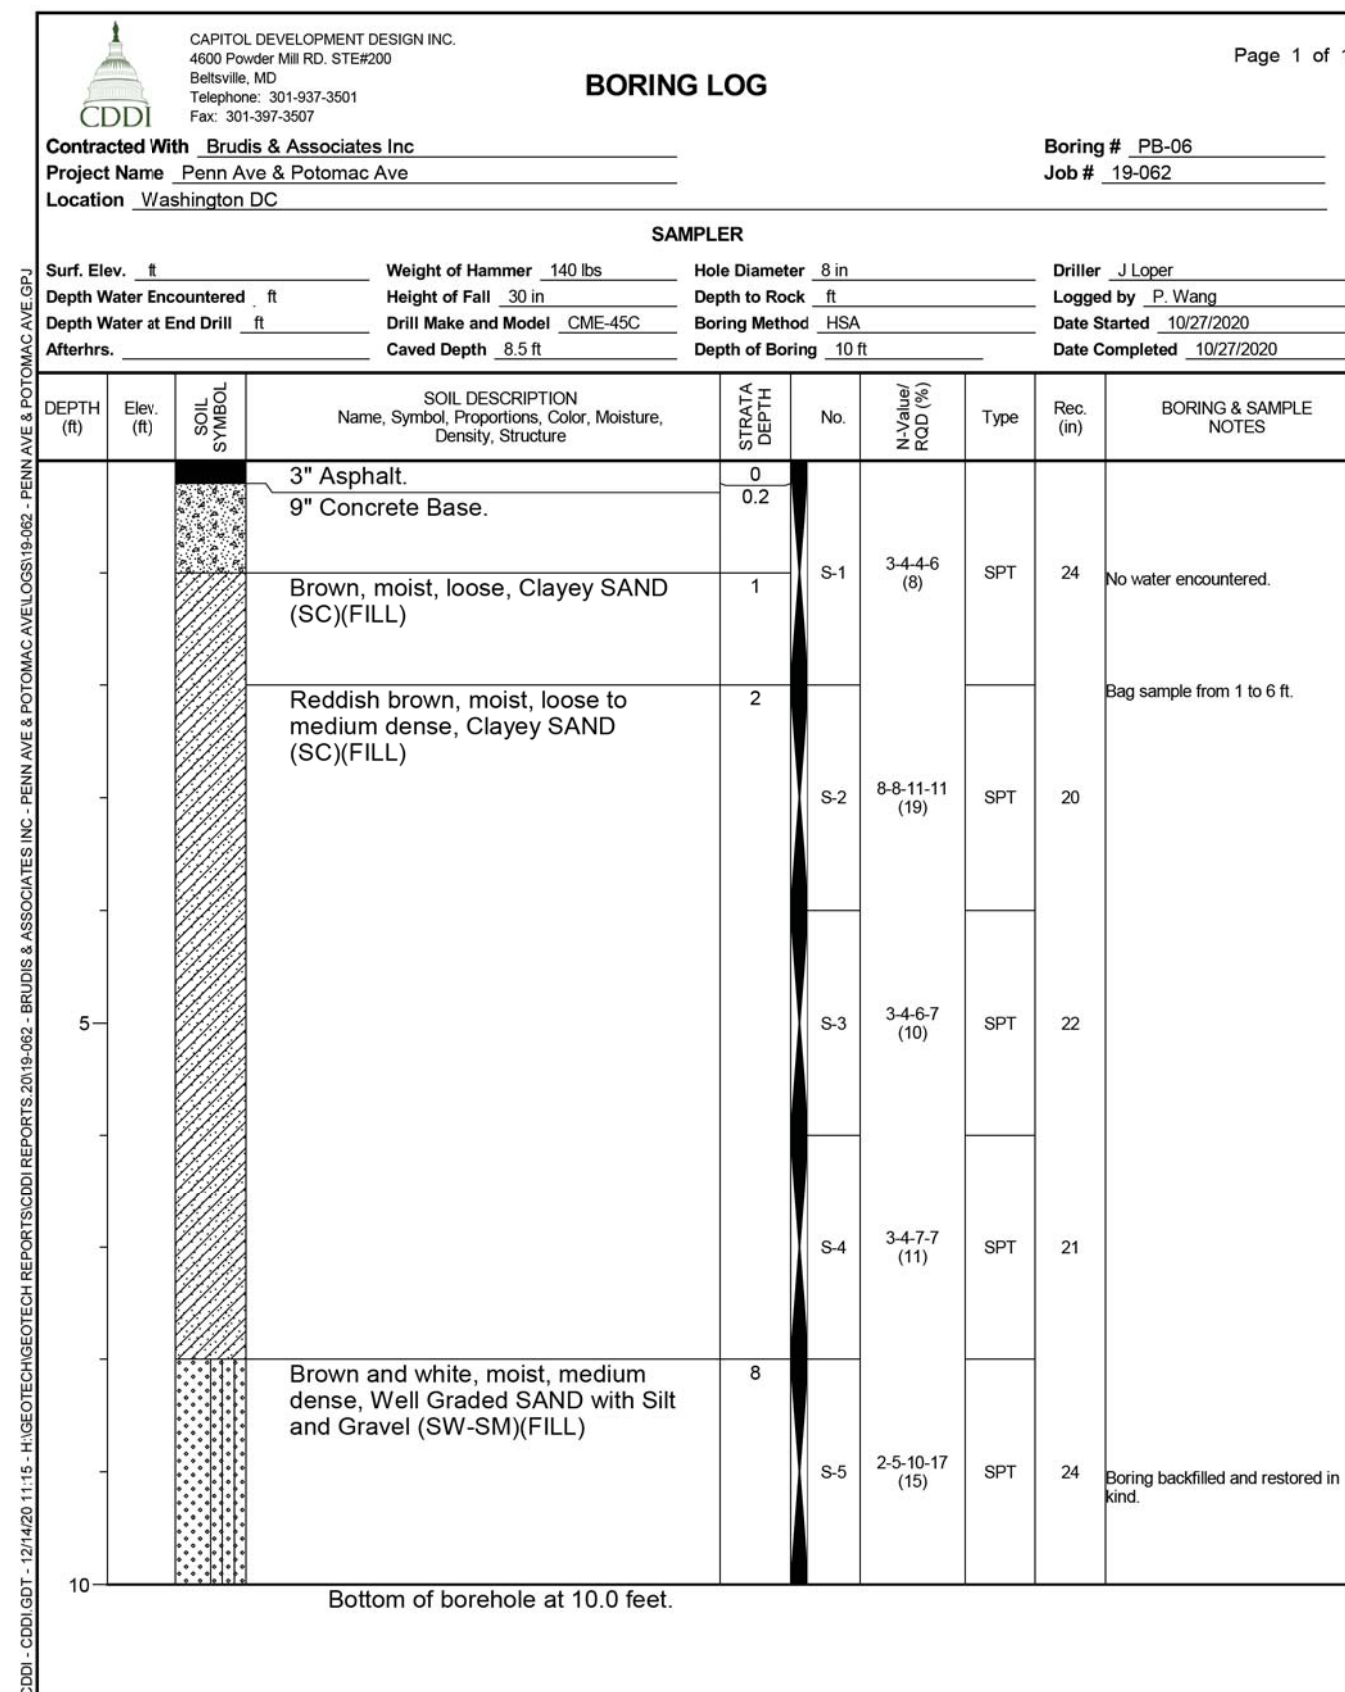 CAPITOL DEVELOPMENT DESIGN INC.
4600 Powder Mill RD. STE#200
Beltsville, MD
Telephone: 301-937-3501
Fax: 301-397-3507
CDDI
BORING LOG
Page 1 of 1
Contracted With Brudis & Associates Inc
Boring # PB-06
Project Name Penn Ave & Potomac Ave
Job # 19-062
Location Washington DC
SAMPLER
Surf. Elev. ft Weight of Hammer 140 lbs Hole Diameter 8 in Driller J Loper
Depth Water Encountered ft Height of Fall 30 in Depth to Rock ft Logged by P. Wang
Depth Water at End Drill ft Drill Make and Model CME-45C Boring Method HSA Date Started 10/27/2020
Afterhrs. Caved Depth 8.5 ft Depth of Boring 10 ft Date Completed 10/27/2020
DEPTH
(ft)
Elev.
(ft)
SOIL
SYMBOL
SOIL DESCRIPTION
Name, Symbol, Proportions, Color, Moisture,
Density, Structure
STRATA
DEPTH
No.
N-Value/
RQD (%)
Type
Rec.
(in)
BORING & SAMPLE
NOTES
3" Asphalt.
0
0.2
9" Concrete Base.
S-1
3-4-4-6
(8)
SPT
24
No water encountered.
Brown, moist, loose, Clayey SAND
(SC)(FILL)
1
Bag sample from 1 to 6 ft.
Reddish brown, moist, loose to
medium dense, Clayey SAND
(SC)(FILL)
2
S-2
8-8-11-11
(19)
SPT
20
5
S-3
3-4-6-7
(10)
SPT
22
S-4
3-4-7-7
(11)
SPT
21
Brown and white, moist, medium
dense, Well Graded SAND with Silt
and Gravel (SW-SM)(FILL)
8
S-5
2-5-10-17
(15)
SPT
24
Boring backfilled and restored in
kind.
10
Bottom of borehole at 10.0 feet.
CDDI - CDDI.GDT - 12/14/20 11:15 - H:\GEOTECH\GEOTECH REPORTS\CDDI REPORTS.20\19-062 - BRUDIS & ASSOCIATES INC - PENN AVE & POTOMAC AVE\LOGS\19-062 - PENN AVE & POTOMAC AVE.GPJ